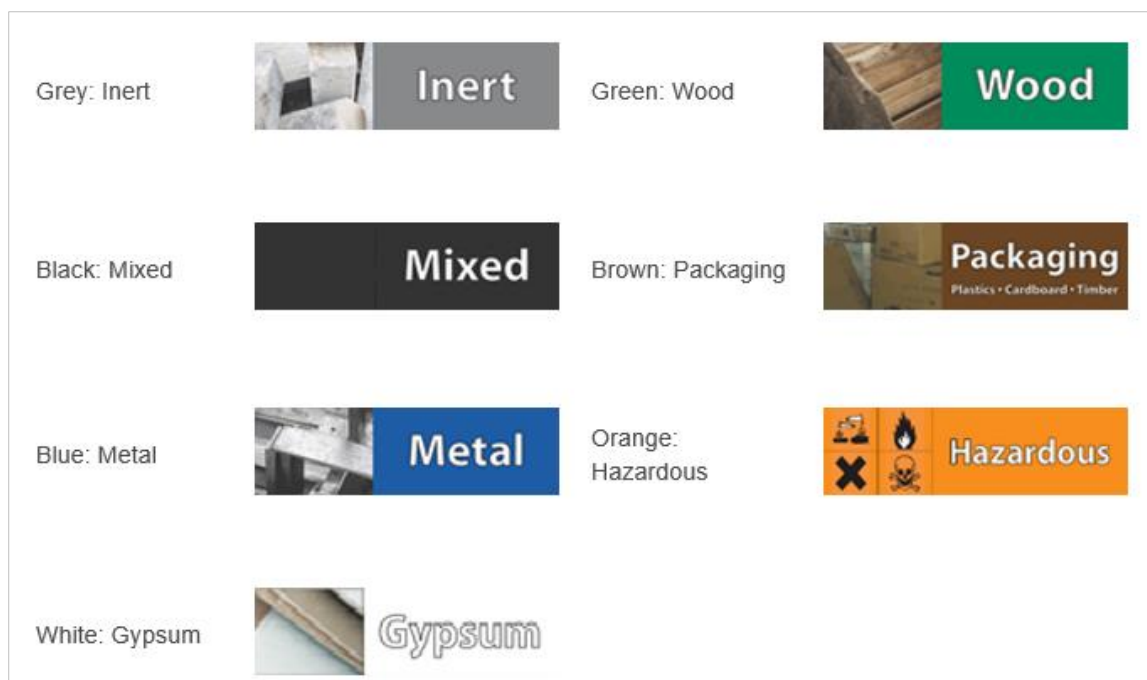 Grey: Inert
Inert
Green: Wood
Wood
Black: Mixed
Mixed
Brown: Packaging
Packaging
Plastics • Cardboard • Timber
Blue: Metal
Metal
Orange:
Hazardous
Hazardous
White: Gypsum
Gypsum